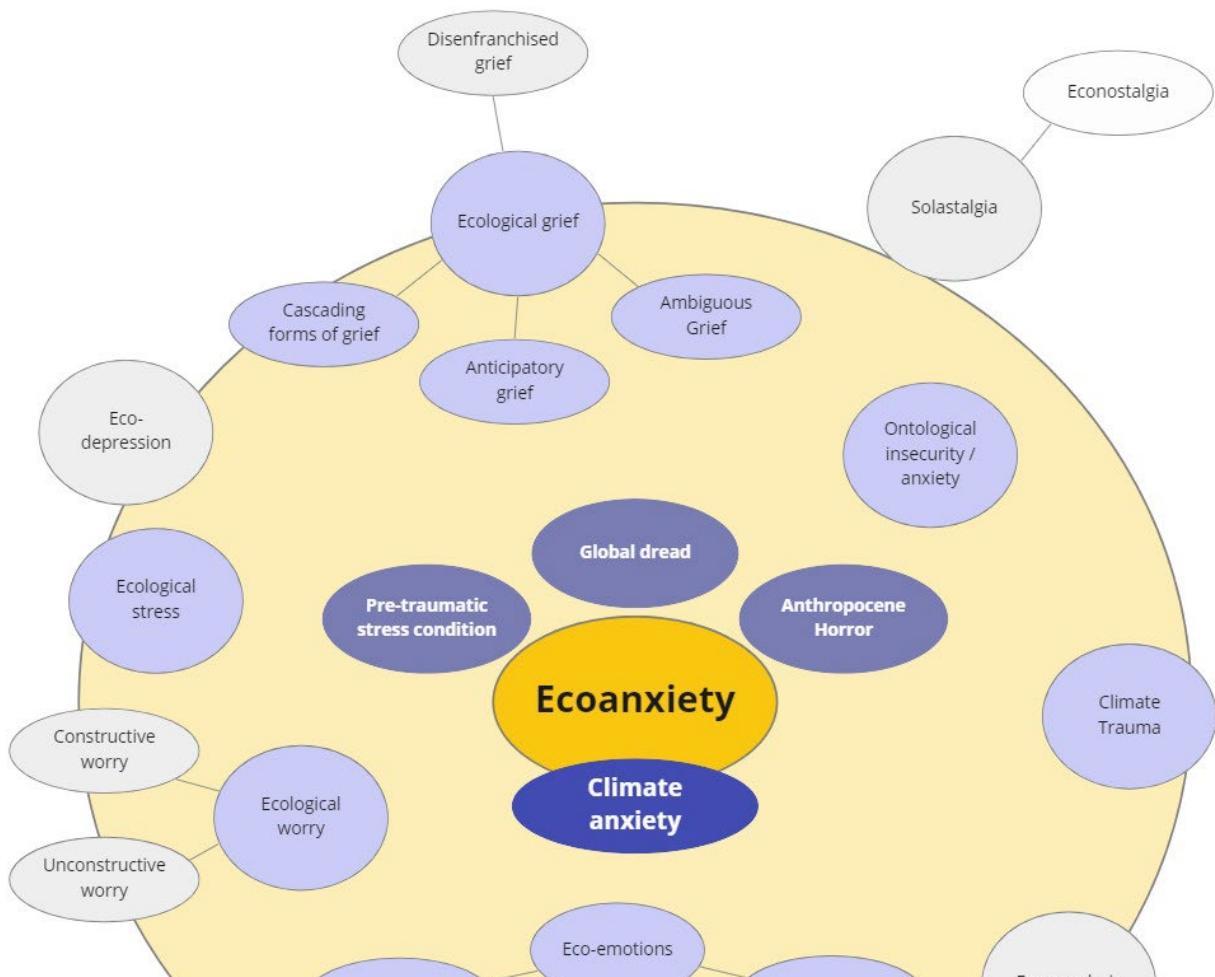 Disenfranchised
grief
Econostalgia
Solastalgia
Ecological grief
Cascading
forms of grief
Ambiguous
Grief
Anticipatory
grief
Eco-
depression
Ontological
insecurity /
anxiety
Global dread
Ecological
stress
Pre-traumatic
stress condition
Anthropocene
Horror
Ecoanxiety
Climate
Trauma
Constructive
worry
Climate
anxiety
Ecological
worry
Unconstructive
worry
Eco-emotions